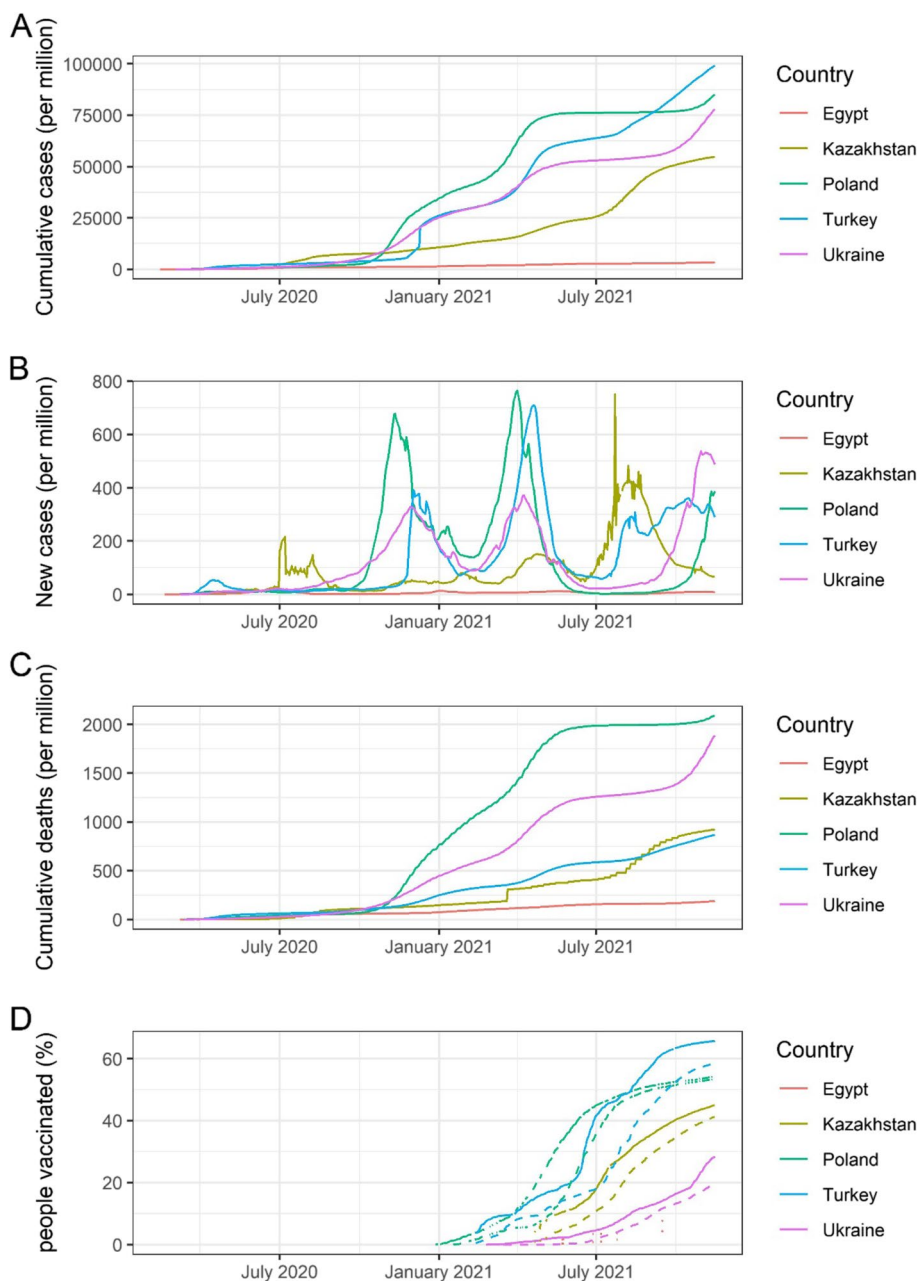 A
Cumulative cases (per million)
100000
75000
50000
25000
0
July 2020
January 2021
July 2021
Country
Egypt
Kazakhstan
Poland
Turkey
Ukraine
B
New cases (per million)
800
600
400
200
0
July 2020
January 2021
July 2021
Country
Egypt
Kazakhstan
Poland
Turkey
Ukraine
C
Cumulative deaths (per million)
2000
1500
1000
500
0
July 2020
January 2021
July 2021
Country
Egypt
Kazakhstan
Poland
Turkey
Ukraine
D
people vaccinated (%)
60
40
20
0
July 2020
January 2021
July 2021
Country
Egypt
Kazakhstan
Poland
Turkey
Ukraine